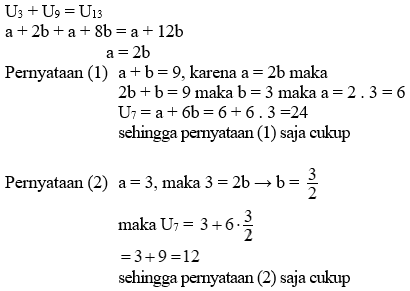 U₃ + U₉ = U₁₃
a + 2b + a + 8b = a + 12b
a = 2b
Pernyataan (1) a + b = 9, karena a = 2b maka
2b + b = 9 maka b = 3 maka a = 2 . 3 = 6
U₇ = a + 6b = 6 + 6 . 3 =24
sehingga pernyataan (1) saja cukup
Pernyataan (2) a = 3, maka 3 = 2b → b = 3/2
maka U₇ = 3 + 6 · 3/2
= 3 + 9 = 12
sehingga pernyataan (2) saja cukup